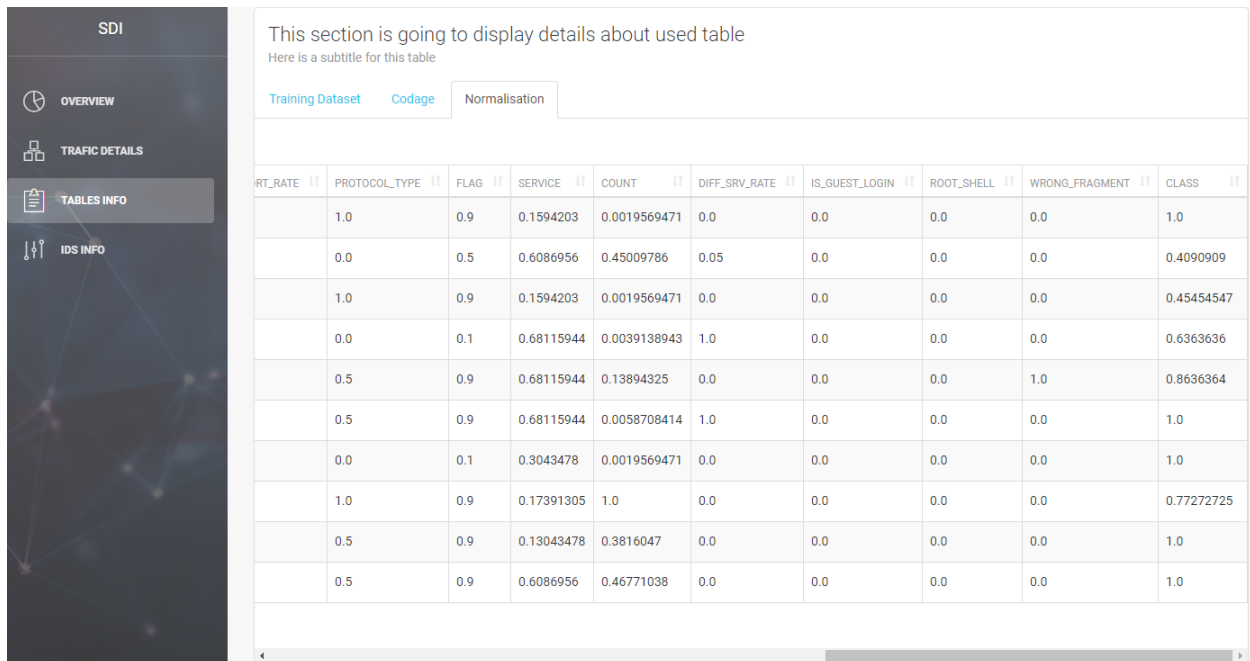 SDI
OVERVIEW
TRAFIC DETAILS
TABLES INFO
IDS INFO
This section is going to display details about used table
Here is a subtitle for this table
Training Dataset Codage Normalisation
RT_RATE PROTOCOL_TYPE FLAG SERVICE COUNT DIFF_SRV_RATE IS_GUEST_LOGIN ROOT_SHELL WRONG_FRAGMENT CLASS
1.0 0.9 0.1594203 0.0019569471 0.0 0.0 0.0 0.0 1.0
0.0 0.5 0.6086956 0.45009786 0.05 0.0 0.0 0.0 0.4090909
1.0 0.9 0.1594203 0.0019569471 0.0 0.0 0.0 0.0 0.45454547
0.0 0.1 0.68115944 0.0039138943 1.0 0.0 0.0 0.0 0.6363636
0.5 0.9 0.68115944 0.13894325 0.0 0.0 0.0 1.0 0.8636364
0.5 0.9 0.68115944 0.0058708414 1.0 0.0 0.0 0.0 1.0
0.0 0.1 0.3043478 0.0019569471 0.0 0.0 0.0 0.0 1.0
1.0 0.9 0.17391305 1.0 0.0 0.0 0.0 0.0 0.77272725
0.5 0.9 0.13043478 0.3816047 0.0 0.0 0.0 0.0 1.0
0.5 0.9 0.6086956 0.46771038 0.0 0.0 0.0 0.0 1.0